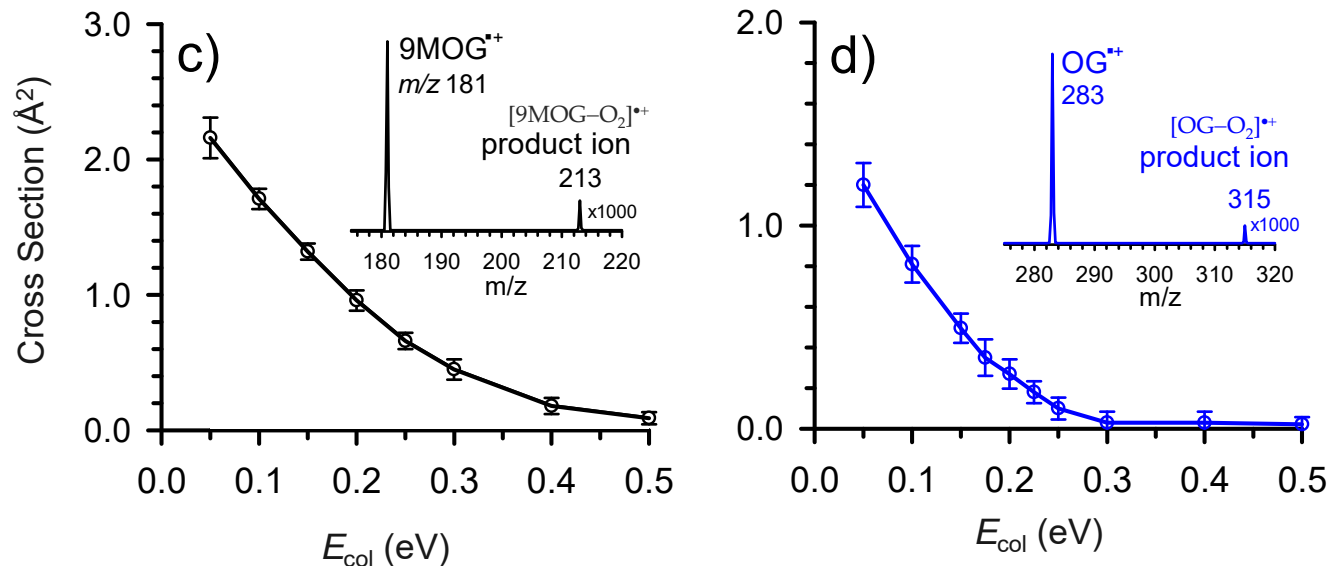 c)
Cross Section (Å²)
3.0
2.0
1.0
0.0
0.0 0.1 0.2 0.3 0.4 0.5
E_col (eV)
9MOG•+
m/z 181
[9MOG–O₂]•+
product ion
213
x1000
180 190 200 210 220
m/z
d)
2.0
1.0
0.0
0.0 0.1 0.2 0.3 0.4 0.5
E_col (eV)
OG•+
283
[OG–O₂]•+
product ion
315
x1000
280 290 300 310 320
m/z